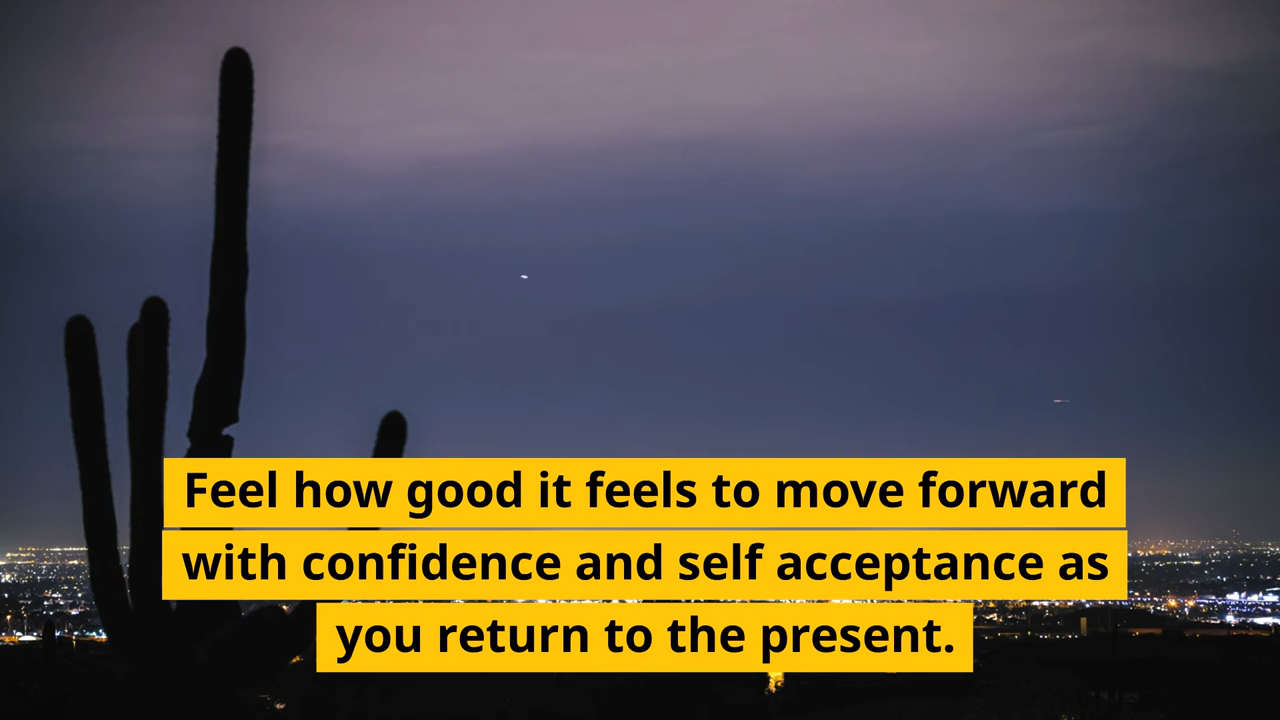 Feel how good it feels to move forward
with confidence and self acceptance as
you return to the present.